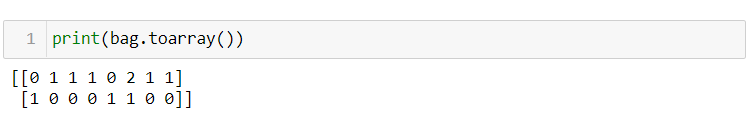 1 print(bag.toarray())
[[0 1 1 1 0 2 1 1]
[1 0 0 0 1 1 0 0]]